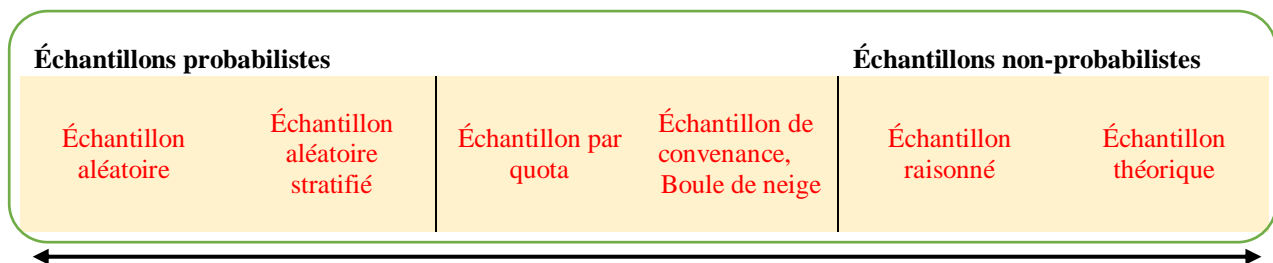 Échantillons probabilistes
Échantillons non-probabilistes
Échantillon
aléatoire
Échantillon
aléatoire
stratifié
Échantillon par
quota
Échantillon de
convenance,
Boule de neige
Échantillon
raisonné
Échantillon
théorique